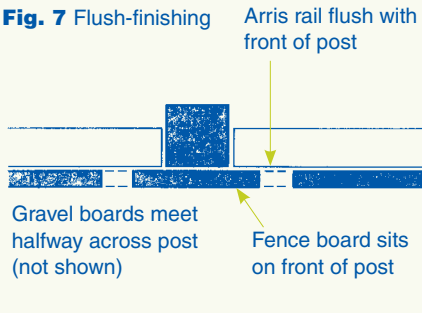 Fig. 7 Flush-finishing
Arris rail flush with
front of post
Gravel boards meet
halfway across post
(not shown)
Fence board sits
on front of post